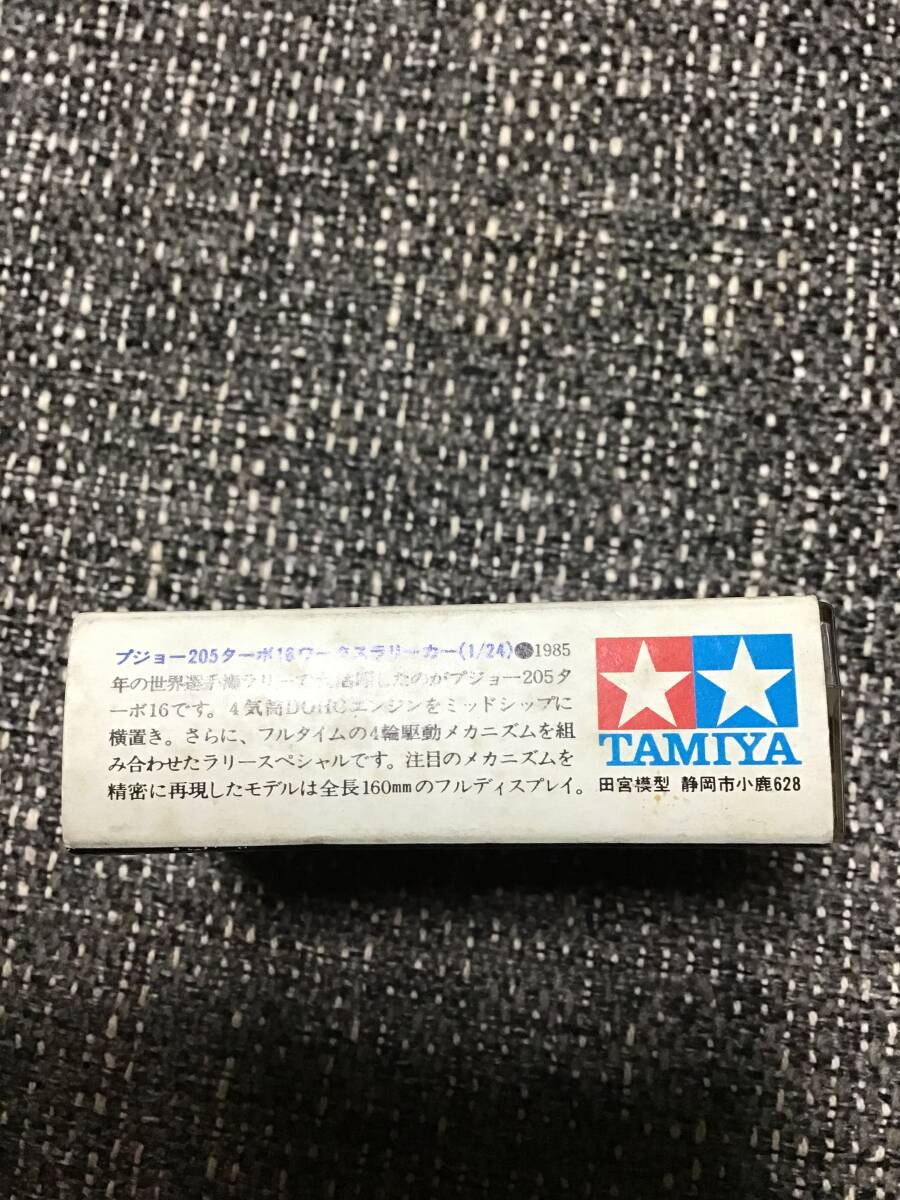 プジョー205ターボ16ワークスラリーカー(1/24)●1985
年の世界選手権ラリーで大活躍したのがプジョー205タ
ーボ16です。4気筒DOHCエンジンをミッドシップに
横置き。さらに、フルタイムの4輪駆動メカニズムを組
み合わせたラリースペシャルです。注目のメカニズムを
精密に再現したモデルは全長160mmのフルディスプレイ。
TAMIYA
田宮模型 静岡市小鹿628